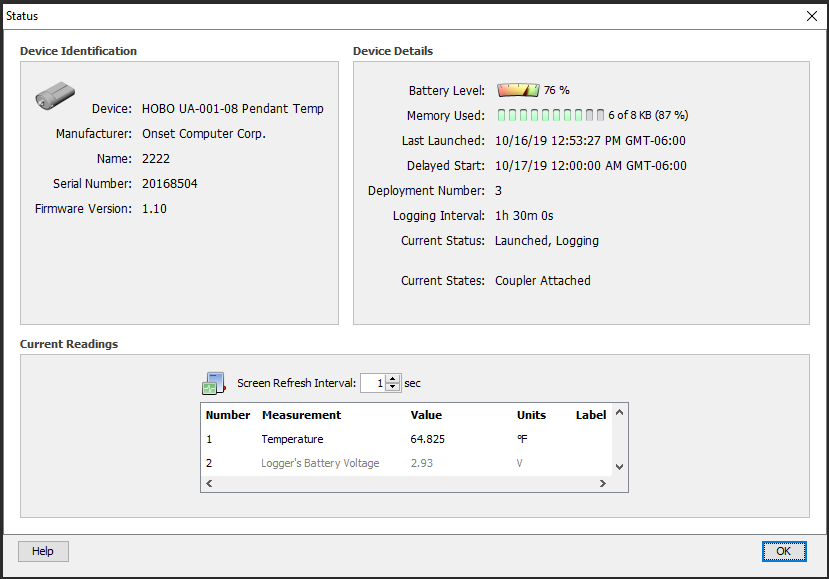 Status
Device Identification
Device: HOBO UA-001-08 Pendant Temp
Manufacturer: Onset Computer Corp.
Name: 2222
Serial Number: 20168504
Firmware Version: 1.10
Device Details
Battery Level: 76 %
Memory Used: 6 of 8 KB (87 %)
Last Launched: 10/16/19 12:53:27 PM GMT-06:00
Delayed Start: 10/17/19 12:00:00 AM GMT-06:00
Deployment Number: 3
Logging Interval: 1h 30m 0s
Current Status: Launched, Logging
Current States: Coupler Attached
Current Readings
Screen Refresh Interval: 1 sec
Number Measurement Value Units Label
1 Temperature 64.825 °F
2 Logger's Battery Voltage 2.93 V
Help OK